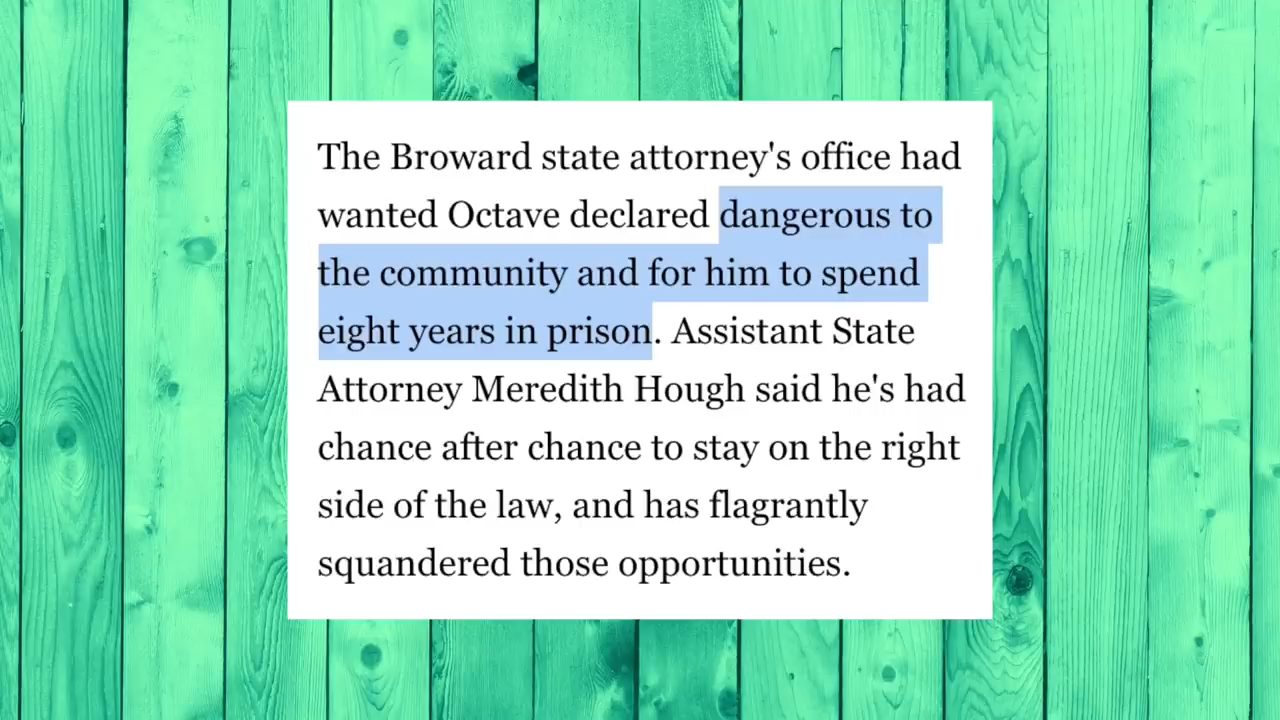 The Broward state attorney's office had
wanted Octave declared dangerous to
the community and for him to spend
eight years in prison. Assistant State
Attorney Meredith Hough said he's had
chance after chance to stay on the right
side of the law, and has flagrantly
squandered those opportunities.